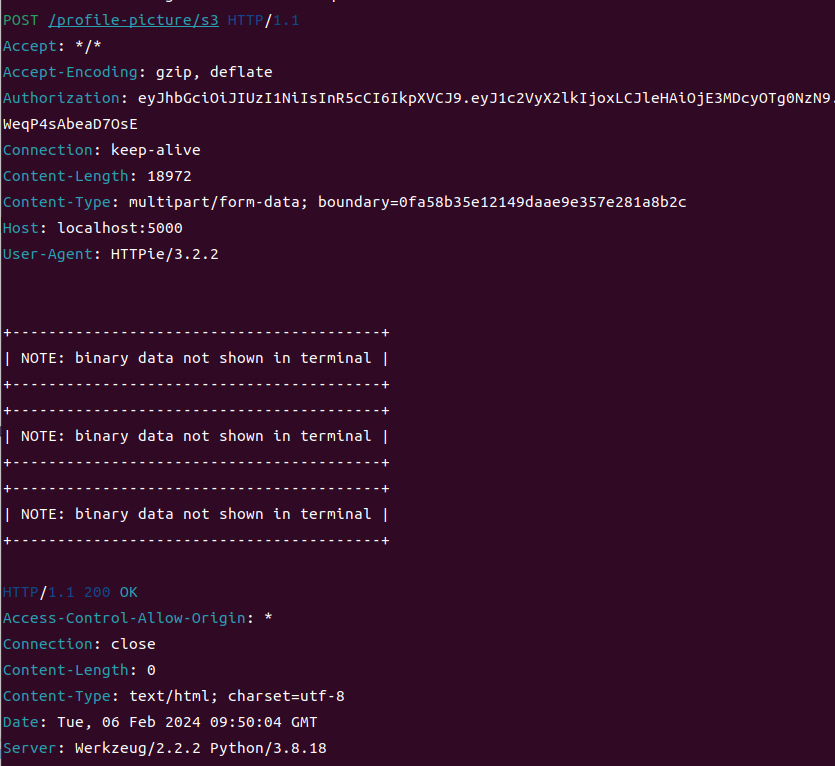 POST /profile-picture/s3 HTTP/1.1
Accept: */*
Accept-Encoding: gzip, deflate
Authorization: eyJhbGciOiJIUzI1NiIsInR5cCI6IkpXVCJ9.eyJ1c2VyX2lkIjoxLCJleHAiOjE3MDcyOTg0NzN9.
WeqP4sAbeaD7OsE
Connection: keep-alive
Content-Length: 18972
Content-Type: multipart/form-data; boundary=0fa58b35e12149daae9e357e281a8b2c
Host: localhost:5000
User-Agent: HTTPie/3.2.2
+-----------------------------------------+
| NOTE: binary data not shown in terminal |
+-----------------------------------------+
+-----------------------------------------+
| NOTE: binary data not shown in terminal |
+-----------------------------------------+
+-----------------------------------------+
| NOTE: binary data not shown in terminal |
+-----------------------------------------+
HTTP/1.1 200 OK
Access-Control-Allow-Origin: *
Connection: close
Content-Length: 0
Content-Type: text/html; charset=utf-8
Date: Tue, 06 Feb 2024 09:50:04 GMT
Server: Werkzeug/2.2.2 Python/3.8.18